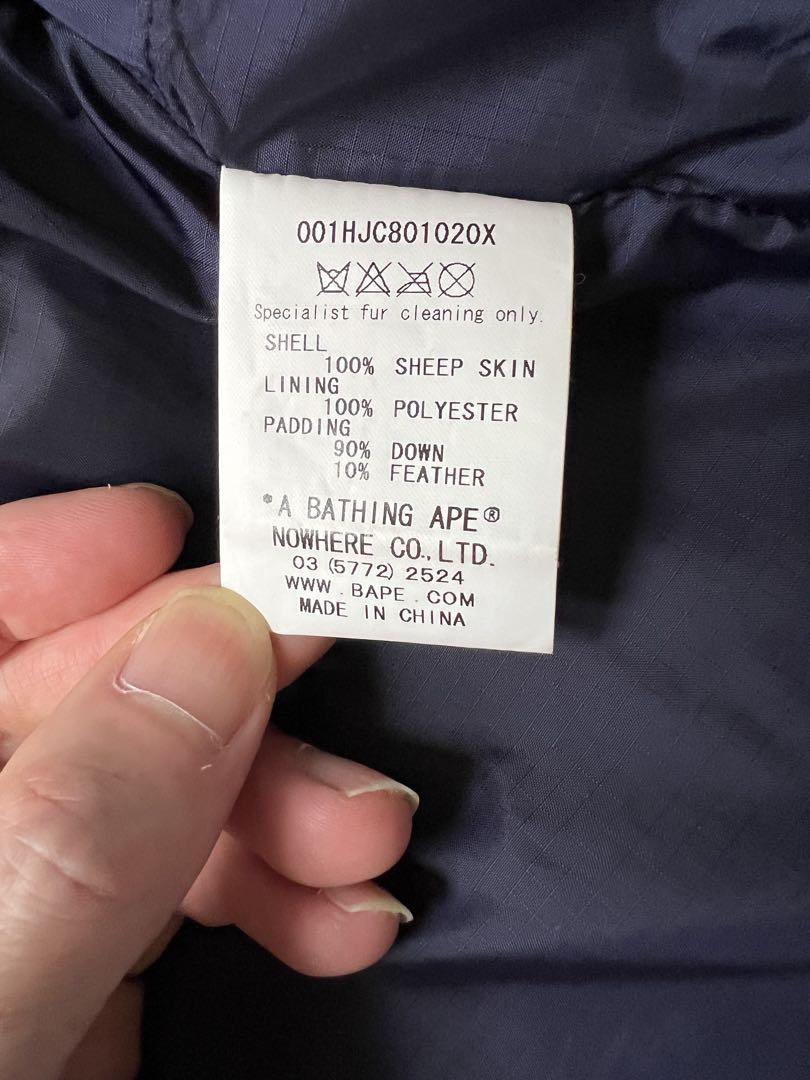 001HJC801020X
Specialist fur cleaning only.
SHELL
100% SHEEP SKIN
LINING
100% POLYESTER
PADDING
90% DOWN
10% FEATHER
*A BATHING APE®
NOWHERE CO., LTD.
03 (5772) 2524
WWW.BAPE.COM
MADE IN CHINA